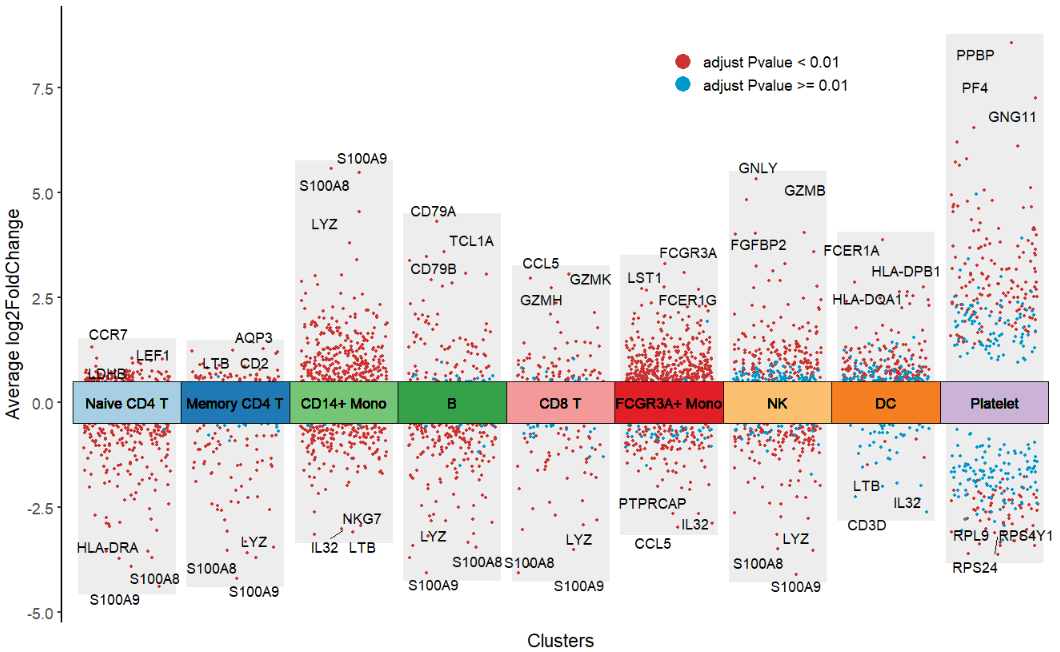 adjust Pvalue < 0.01
adjust Pvalue >= 0.01
Average log2FoldChange
7.5
5.0
2.5
0.0
-2.5
-5.0
CCR7
LEF1
LDHB
Naive CD4 T
HLA-DRA
S100A8
S100A9
AQP3
LTB
CD2
Memory CD4 T
LYZ
S100A8
S100A9
S100A9
S100A8
LYZ
CD14+ Mono
NKG7
IL32
LTB
CD79A
TCL1A
CD79B
B
LYZ
S100A8
S100A9
CCL5
GZMK
GZMH
CD8 T
LYZ
S100A8
S100A9
FCGR3A
LST1
FCER1G
FCGR3A+ Mono
PTPRCAP
IL32
CCL5
GNLY
GZMB
FGFBP2
NK
LYZ
S100A8
S100A9
FCER1A
HLA-DPB1
HLA-DQA1
DC
LTB
IL32
CD3D
PPBP
PF4
GNG11
Platelet
RPL9
RPS4Y1
RPS24
Clusters